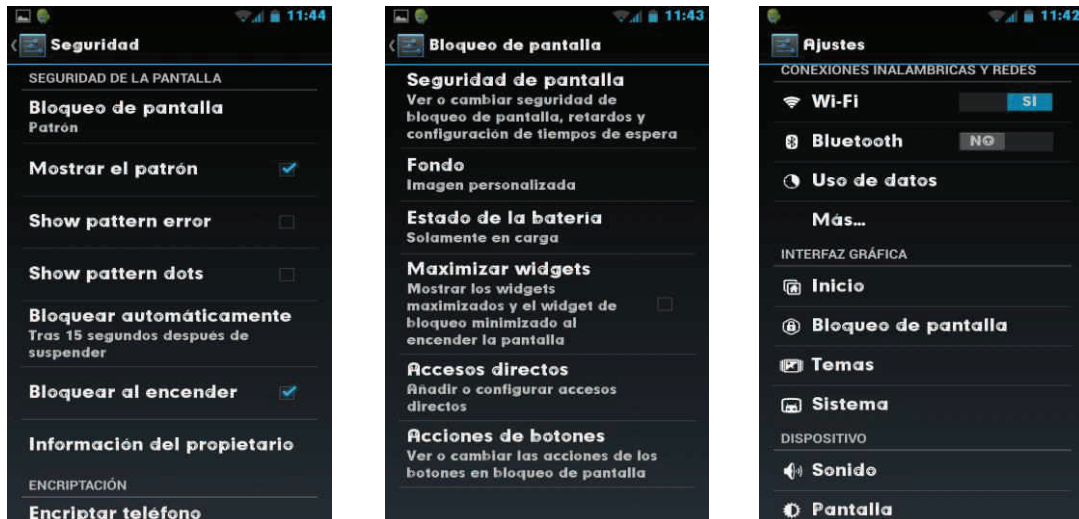 11:44
Seguridad
SEGURIDAD DE LA PANTALLA
Bloqueo de pantalla
Patrón
Mostrar el patrón
Show pattern error
Show pattern dots
Bloquear automáticamente
Tras 15 segundos después de
suspender
Bloquear al encender
Información del propietario
ENCRIPTACIÓN
Encriptar teléfono
11:43
Bloqueo de pantalla
Seguridad de pantalla
Ver o cambiar seguridad de
bloqueo de pantalla, retardos y
configuración de tiempos de espera
Fondo
Imagen personalizada
Estado de la batería
Solamente en carga
Maximizar widgets
Mostrar los widgets
maximizados y el widget de
bloqueo minimizado al
encender la pantalla
Accesos directos
Añadir o configurar accesos
directos
Acciones de botones
Ver o cambiar las acciones de los
botones en bloqueo de pantalla
11:42
Ajustes
CONEXIONES INALAMBRICAS Y REDES
Wi-Fi SI
Bluetooth NO
Uso de datos
Más...
INTERFAZ GRÁFICA
Inicio
Bloqueo de pantalla
Temas
Sistema
DISPOSITIVO
Sonido
Pantalla